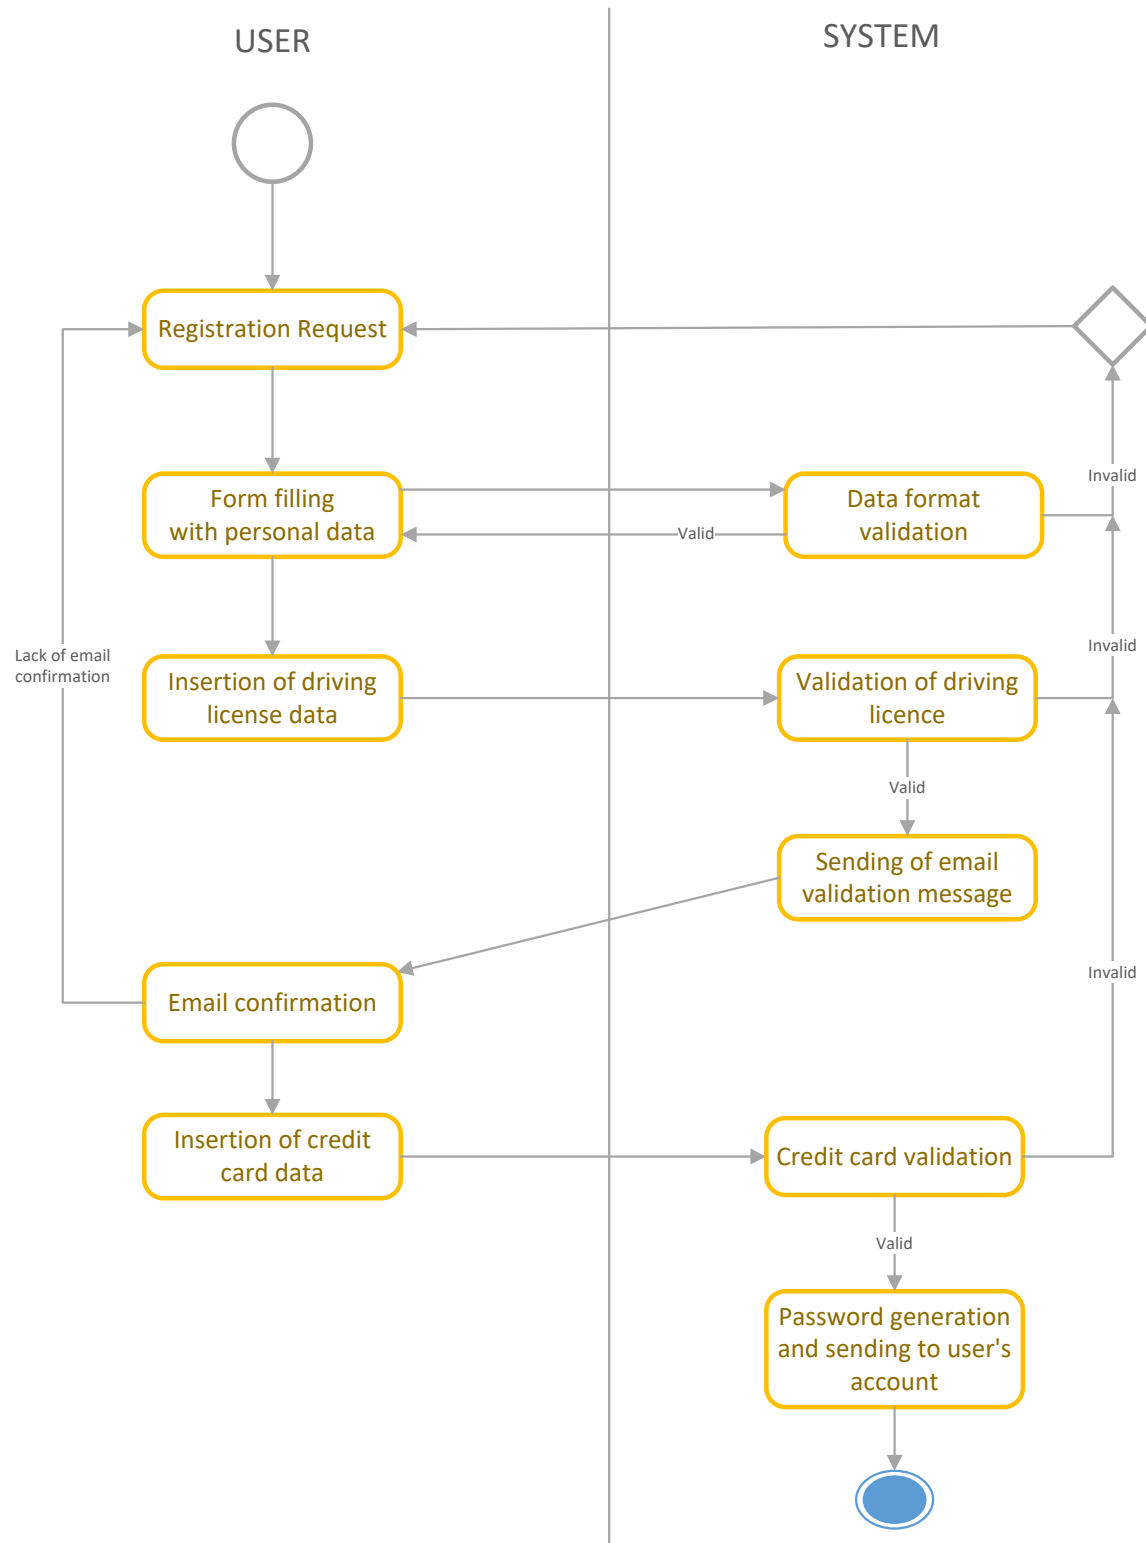 USER
SYSTEM
Registration Request
Form filling
with personal data
Valid
Data format
validation
Invalid
Lack of email
confirmation
Insertion of driving
license data
Validation of driving
licence
Invalid
Valid
Sending of email
validation message
Email confirmation
Invalid
Insertion of credit
card data
Credit card validation
Valid
Password generation
and sending to user's
account